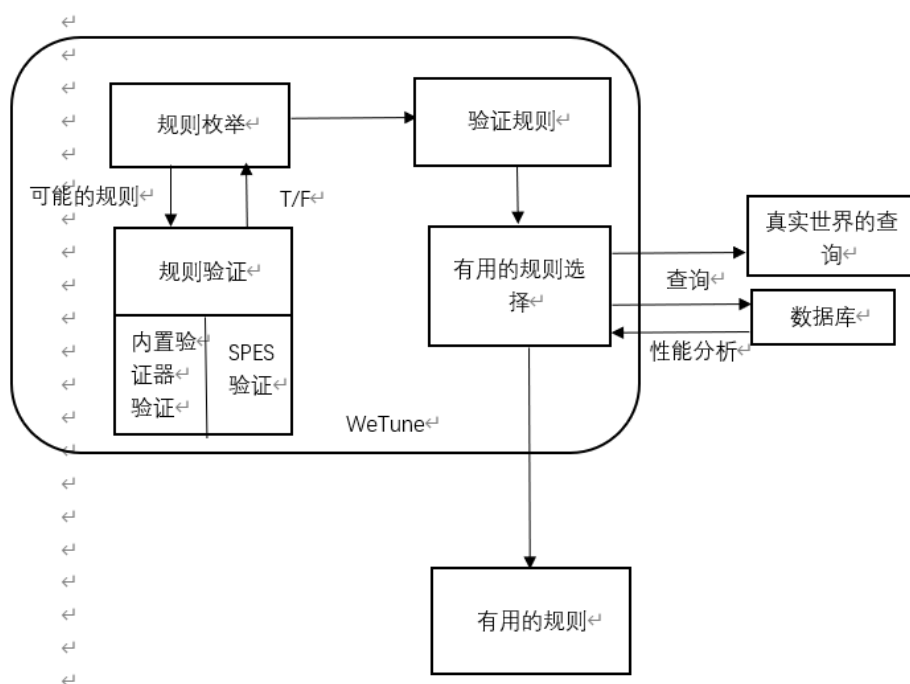 规则枚举
验证规则
可能的规则
T/F
真实世界的查
询
规则验证
有用的规则选
择
查询
数据库
内置验
证器
验证
SPES
验证
性能分析
WeTune
有用的规则